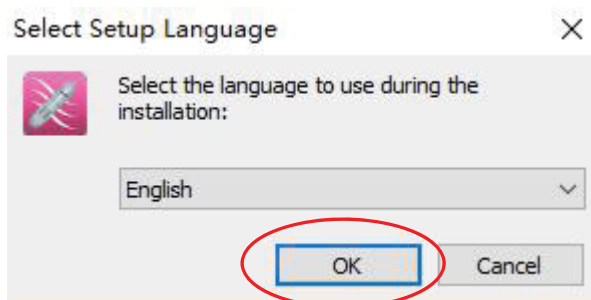 Select Setup Language
Select the language to use during the
installation:
English
OK
Cancel